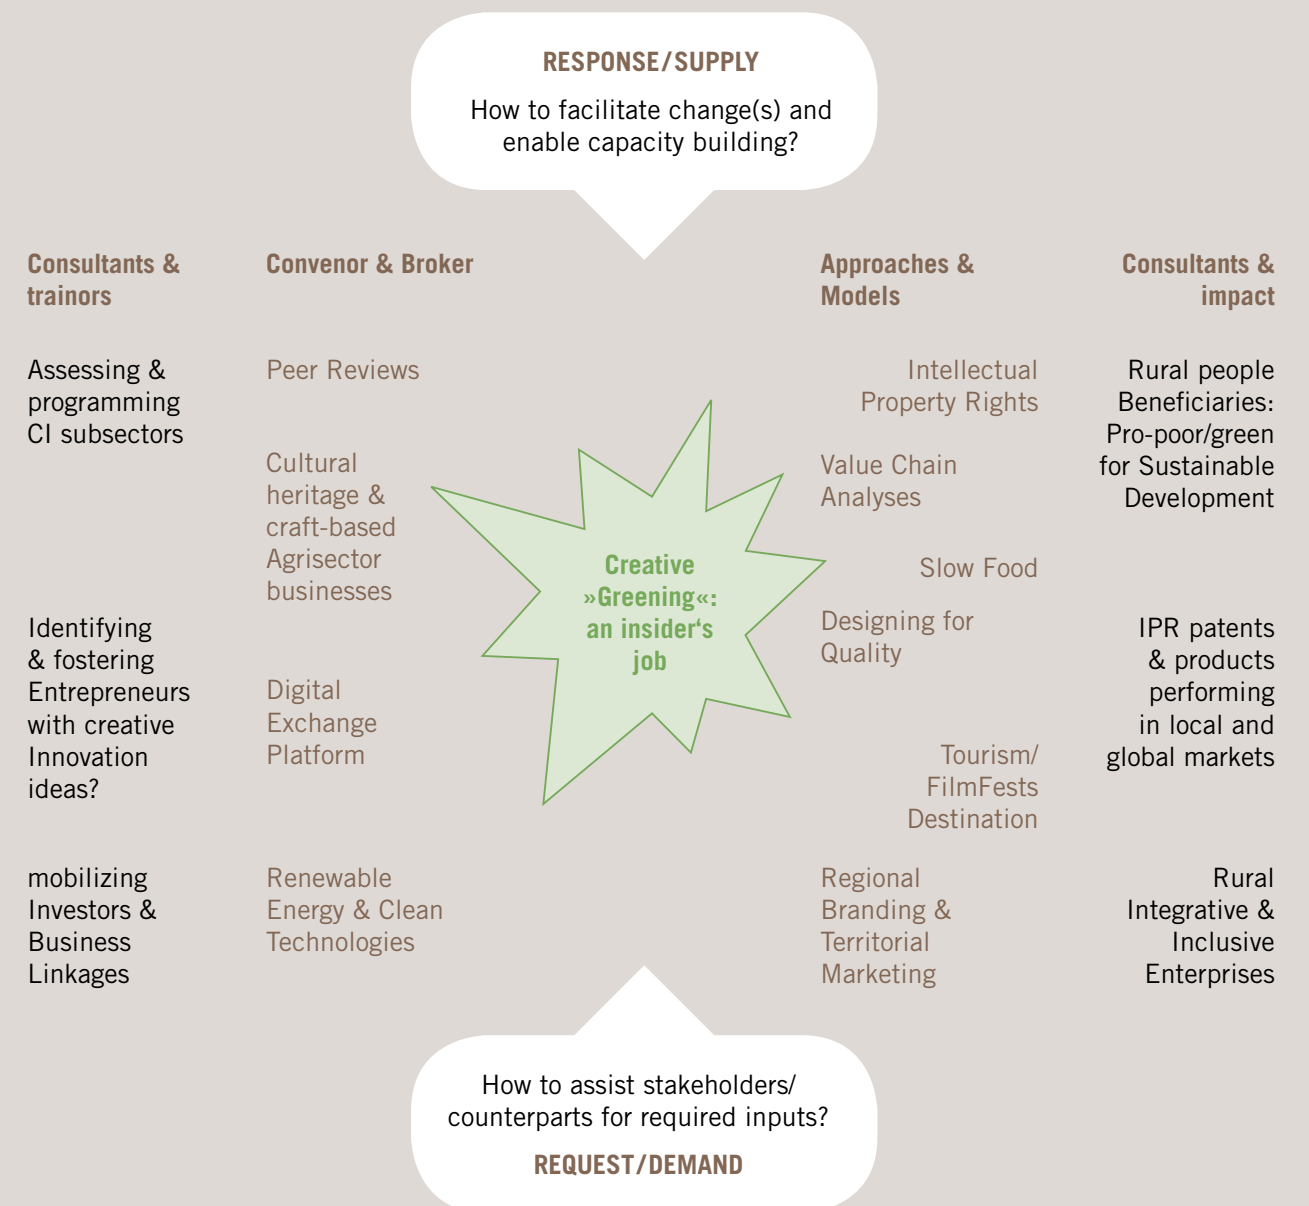 RESPONSE/SUPPLY
How to facilitate change(s) and
enable capacity building?
Consultants &
trainors
Assessing &
programming
CI subsectors
Identifying
& fostering
Entrepreneurs
with creative
Innovation
ideas?
mobilizing
Investors &
Business
Linkages
Convenor & Broker
Peer Reviews
Cultural
heritage &
craft-based
Agrisector
businesses
Digital
Exchange
Platform
Renewable
Energy & Clean
Technologies
Creative
»Greening«:
an insider‘s
job
Approaches &
Models
Intellectual
Property Rights
Value Chain
Analyses
Slow Food
Designing for
Quality
Tourism/
FilmFests
Destination
Regional
Branding &
Territorial
Marketing
Consultants &
impact
Rural people
Beneficiaries:
Pro-poor/green
for Sustainable
Development
IPR patents
& products
performing
in local and
global markets
Rural
Integrative &
Inclusive
Enterprises
How to assist stakeholders/
counterparts for required inputs?
REQUEST/DEMAND